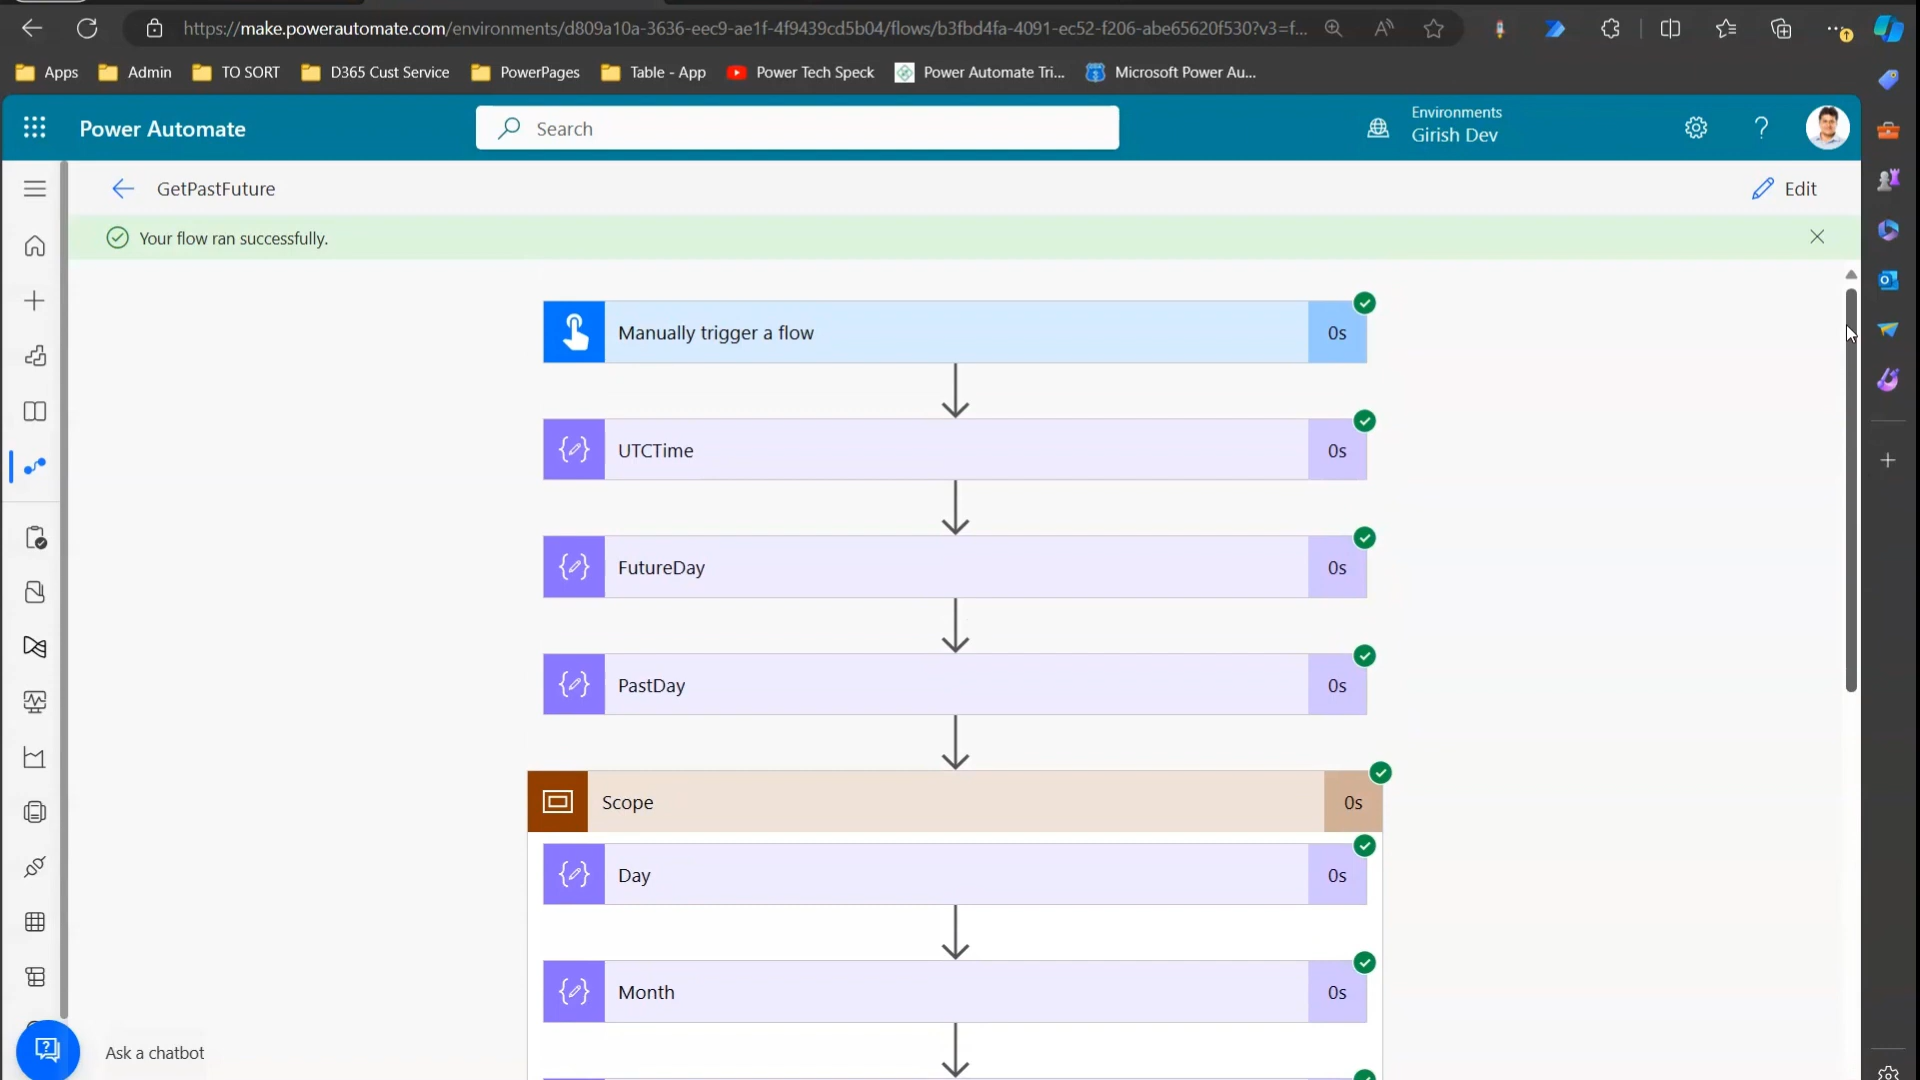 https://make.powerautomate.com/environments/d809a10a-3636-eec9-ae1f-4f9439cd5b04/flows/b3fbd4fa-4091-ec52-f206-abe65620f530?v3=f...
Apps
Admin
TO SORT
D365 Cust Service
PowerPages
Table - App
Power Tech Speck
Power Automate Tri...
Microsoft Power Au...
Power Automate
Search
Environments
Girish Dev
GetPastFuture
Edit
Your flow ran successfully.
Manually trigger a flow
0s
UTCTime
0s
FutureDay
0s
PastDay
0s
Scope
0s
Day
0s
Month
0s
Ask a chatbot